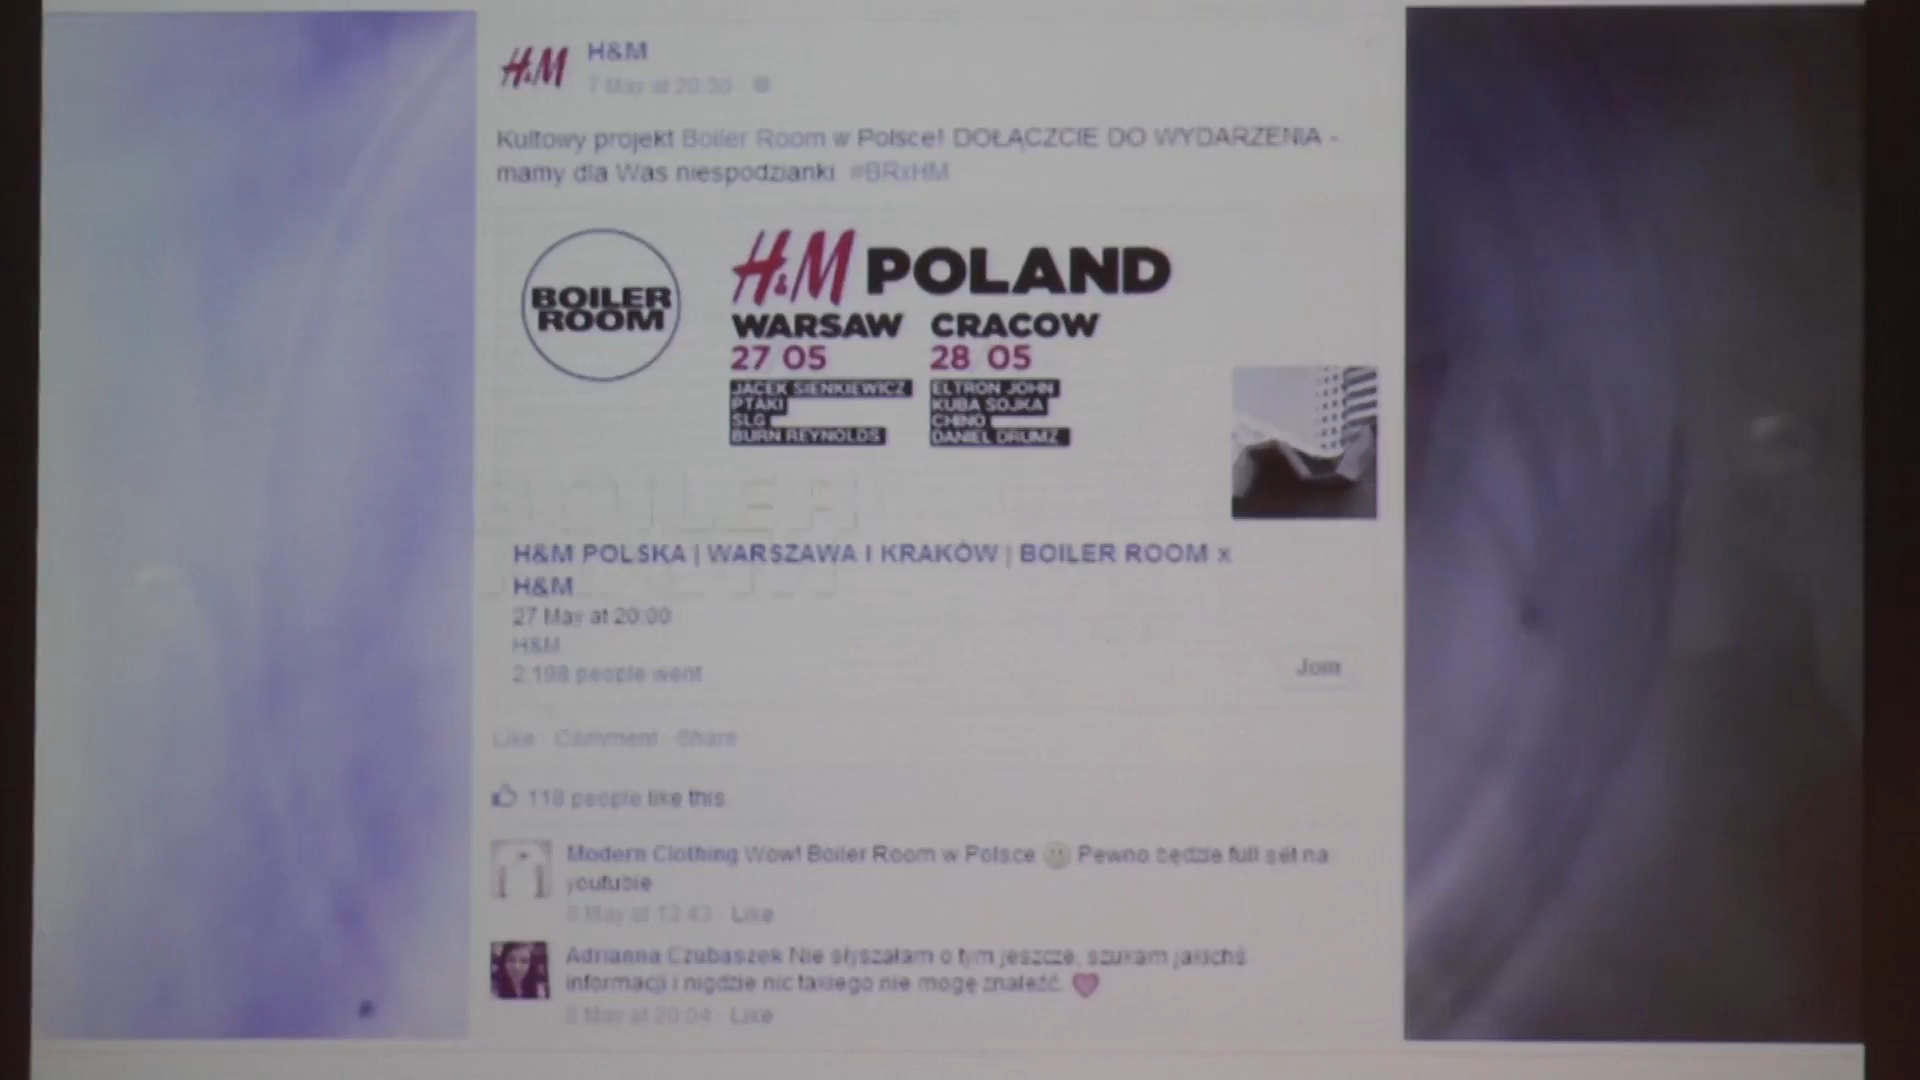 H&M
H&M
7 May at 20:30
Kultowy projekt Boiler Room w Polsce! DOŁĄCZCIE DO WYDARZENIA -
mamy dla Was niespodzianki #BRxHM
BOILER
ROOM
H&M POLAND
WARSAW CRACOW
27 05 28 05
JACEK SIENKIEWICZ ELTRON JOHN
PTAKI KUBA SOJKA
SLG CHINO
BURN REYNOLDS DANIEL DRUMZ
BOILER
ROOM
H&M POLSKA | WARSZAWA I KRAKÓW | BOILER ROOM x
H&M
27 May at 20:00
H&M
2,198 people went
Join
Like Comment Share
118 people like this.
Modern Clothing Wow! Boiler Room w Polsce Pewno będzie full set na
youtubie
8 May at 13:43 Like
Adrianna Czubaszek Nie słyszałam o tym jeszcze, szukam jakichś
informacji i nigdzie nic takiego nie mogę znaleźć.
8 May at 20:04 Like